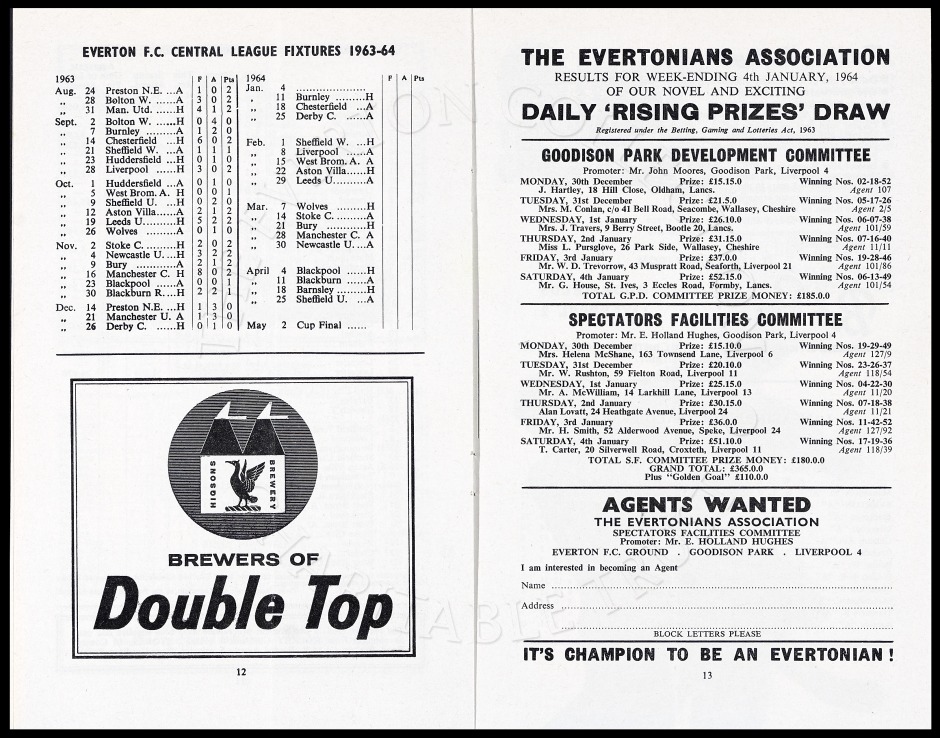 EVERTON F.C. CENTRAL LEAGUE FIXTURES 1963-64
1963 F A Pts
Aug. 24 Preston N.E. ...A 1 0 2
,, 28 Bolton W. ......A 3 0 2
,, 31 Man. Utd. ......H 4 1 2
Sept. 2 Bolton W. ......H 0 4 0
,, 7 Burnley .........A 1 2 0
,, 14 Chesterfield ...H 6 0 2
,, 21 Sheffield W. ...A 1 1 1
,, 23 Huddersfield ...H 0 1 0
,, 28 Liverpool ......H 3 0 2
Oct. 1 Huddersfield ...A 0 1 0
,, 5 West Brom. A. H 0 0 1
,, 9 Sheffield U. ...H
,, 12 Aston Villa......A 2 1 2
,, 19 Leeds U..........H 5 2 2
,, 26 Wolves .........A 0 1 0
Nov. 2 Stoke C. .........H 2 0 2
,, 4 Newcastle U....H 3 2 2
,, 9 Bury ............A 2 1 2
,, 16 Manchester C. H 8 0 2
,, 23 Blackpool ......A 0 0 1
,, 30 Blackburn R....H 2 2 1
Dec. 14 Preston N.E. ...H 1 3 0
,, 21 Manchester U. A 1 3 0
,, 26 Derby C. ......H 0 1 0
1964 F A Pts
Jan. 4 .....................
,, 11 Burnley .........H
,, 18 Chesterfield ...A
,, 25 Derby C. ......A
Feb. 1 Sheffield W. ...H
,, 8 Liverpool ......A
,, 15 West Brom. A. A
,, 22 Aston Villa......H
,, 29 Leeds U..........A
Mar. 7 Wolves .........H
,, 14 Stoke C. .........A
,, 21 Bury ............H
,, 28 Manchester C. A
,, 30 Newcastle U. ...A
April 4 Blackpool ......H
,, 11 Blackburn ......A
,, 18 Barnsley .........H
,, 25 Sheffield U. ...A
May 2 Cup Final ......
HIGSONS BREWERY
BREWERS OF
Double Top
12
THE EVERTONIANS ASSOCIATION
RESULTS FOR WEEK-ENDING 4th JANUARY, 1964
OF OUR NOVEL AND EXCITING
DAILY 'RISING PRIZES' DRAW
Registered under the Betting, Gaming and Lotteries Act, 1963
GOODISON PARK DEVELOPMENT COMMITTEE
Promoter: Mr. John Moores, Goodison Park, Liverpool 4
MONDAY, 30th December Prize: £15.15.0 Winning Nos. 02-18-52
J. Hartley, 18 Hill Close, Oldham, Lancs. Agent 107
TUESDAY, 31st December Prize: £21.5.0 Winning Nos. 05-17-26
Mrs. M. Conlan, c/o 41 Bell Road, Seacombe, Wallasey, Cheshire Agent 2/5
WEDNESDAY, 1st January Prize: £26.10.0 Winning Nos. 06-07-38
Mrs. J. Travers, 9 Berry Street, Bootle 20, Lancs. Agent 101/59
THURSDAY, 2nd January Prize: £31.15.0 Winning Nos. 07-16-40
Miss L. Pursglove, 26 Park Side, Wallasey, Cheshire Agent 11/11
FRIDAY, 3rd January Prize: £37.0.0 Winning Nos. 19-28-46
Mr. W. D. Trevorrow, 43 Muspratt Road, Seaforth, Liverpool 21 Agent 101/86
SATURDAY, 4th January Prize: £52.15.0 Winning Nos. 06-13-49
Mr. G. House, St. Ives, 3 Eccles Road, Formby, Lancs. Agent 101/54
TOTAL G.P.D. COMMITTEE PRIZE MONEY: £185.0.0
SPECTATORS FACILITIES COMMITTEE
Promoter: Mr. E. Holland Hughes, Goodison Park, Liverpool 4
MONDAY, 30th December Prize: £15.10.0 Winning Nos. 19-29-49
Mrs. Helena McShane, 163 Townsend Lane, Liverpool 6 Agent 127/9
TUESDAY, 31st December Prize: £20.10.0 Winning Nos. 23-26-37
Mr. W. Rushton, 59 Fielton Road, Liverpool 11 Agent 118/54
WEDNESDAY, 1st January Prize: £25.15.0 Winning Nos. 04-22-30
Mr. A. McWilliam, 14 Larkhill Lane, Liverpool 13 Agent 11/20
THURSDAY, 2nd January Prize: £30.15.0 Winning Nos. 07-18-38
Alan Lovatt, 24 Heathgate Avenue, Liverpool 24 Agent 11/21
FRIDAY, 3rd January Prize: £36.0.0 Winning Nos. 11-42-52
Mr. H. Smith, 52 Alderwood Avenue, Speke, Liverpool 24 Agent 127/92
SATURDAY, 4th January Prize: £51.10.0 Winning Nos. 17-19-36
T. Carter, 20 Silverwell Road, Croxteth, Liverpool 11 Agent 118/39
TOTAL S.F. COMMITTEE PRIZE MONEY: £180.0.0
GRAND TOTAL: £365.0.0
Plus "Golden Goal" £110.0.0
AGENTS WANTED
THE EVERTONIANS ASSOCIATION
SPECTATORS FACILITIES COMMITTEE
Promoter: Mr. E. HOLLAND HUGHES
EVERTON F.C. GROUND . GOODISON PARK . LIVERPOOL 4
I am interested in becoming an Agent
Name
Address
BLOCK LETTERS PLEASE
IT'S CHAMPION TO BE AN EVERTONIAN !
13